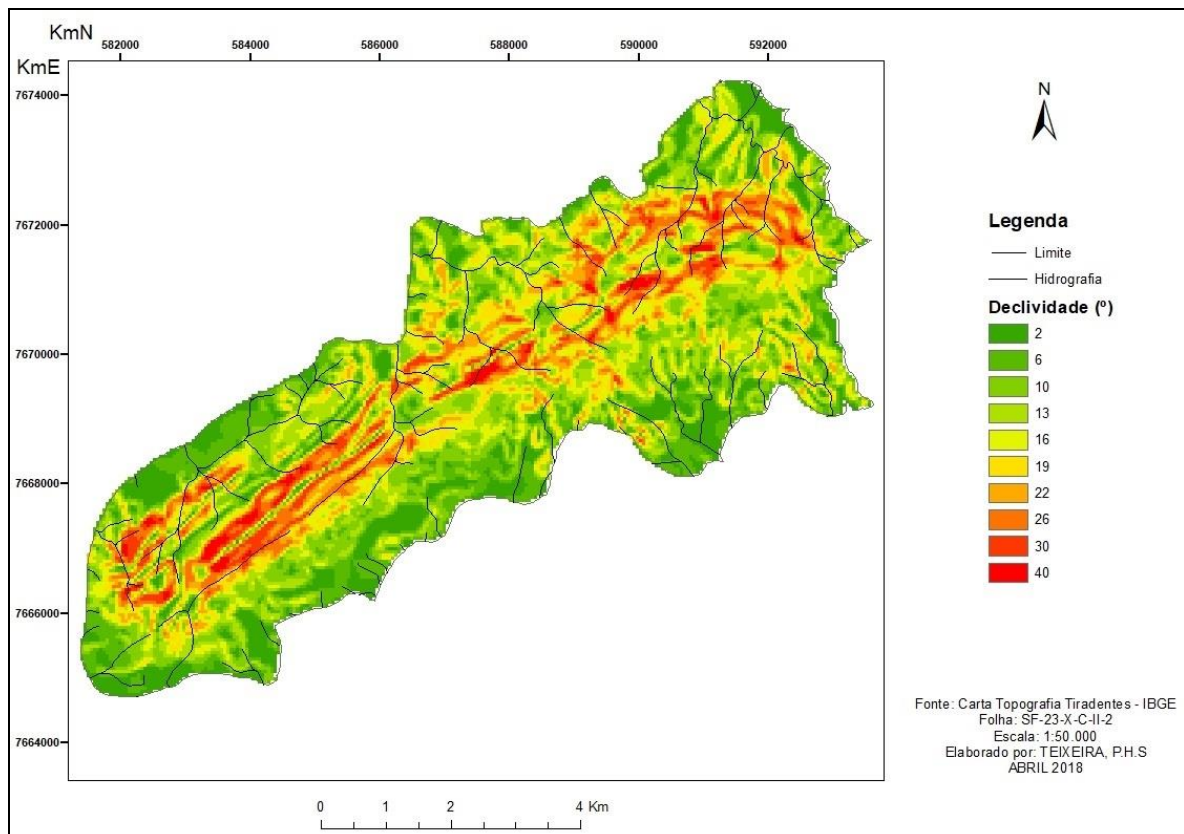 KmN
582000 584000 586000 588000 590000 592000
KmE
7674000
7672000
7670000
7668000
7666000
7664000
N
Legenda
Limite
Hidrografia
Declividade (º)
2
6
10
13
16
19
22
26
30
40
Fonte: Carta Topografia Tiradentes - IBGE
Folha: SF-23-X-C-II-2
Escala: 1:50.000
Elaborado por: TEIXEIRA, P.H.S
ABRIL 2018
0 1 2 4 Km